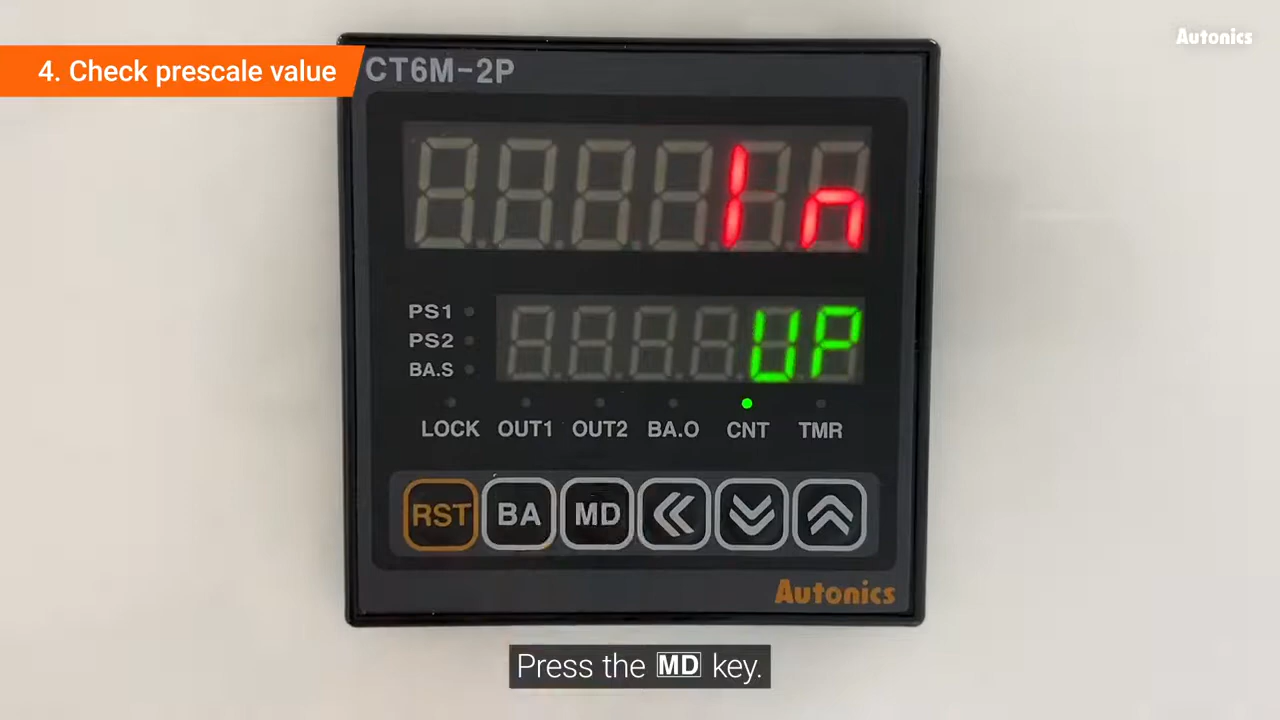 Autonics
4. Check prescale value
CT6M-2P
In
PS1
PS2
BA.S
UP
LOCK OUT1 OUT2 BA.O CNT TMR
RST BA MD
Autonics
Press the MD key.